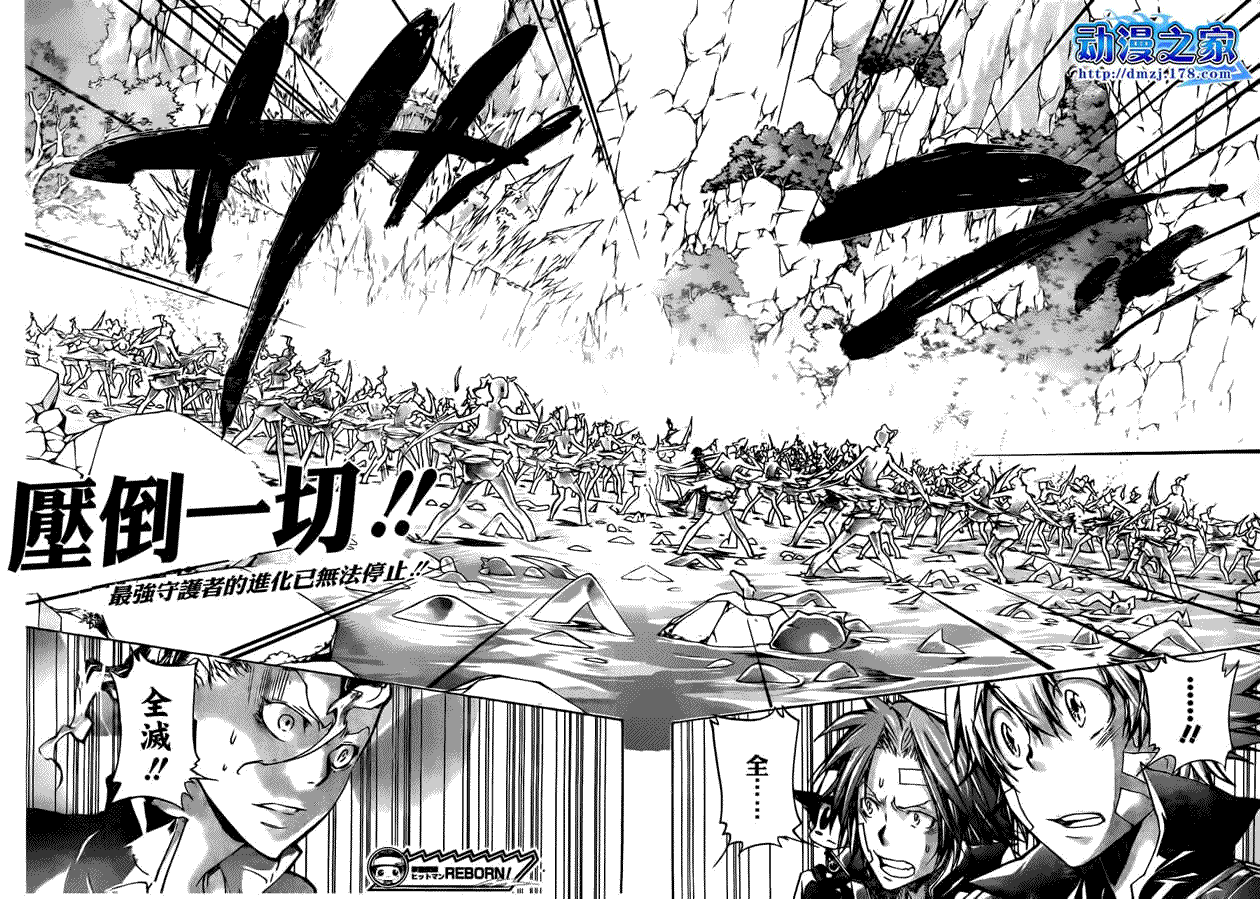 动漫之家
http://dmzj.178.com
壓倒一切!!
最強守護者的進化已無法停止!!
……!!
全……
全滅!!
ヒットマンREBORN!